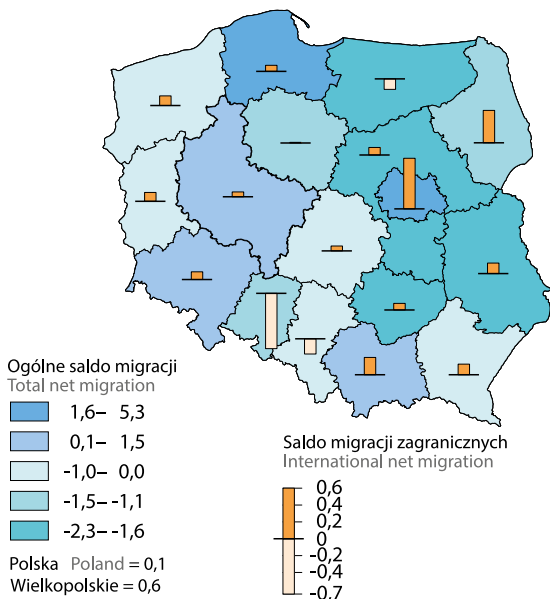 Ogólne saldo migracji
Total net migration
1,6– 5,3
0,1– 1,5
-1,0– 0,0
-1,5– -1,1
-2,3– -1,6
Polska Poland = 0,1
Wielkopolskie = 0,6
Saldo migracji zagranicznych
International net migration
0,6
0,4
0,2
0
-0,2
-0,4
-0,7